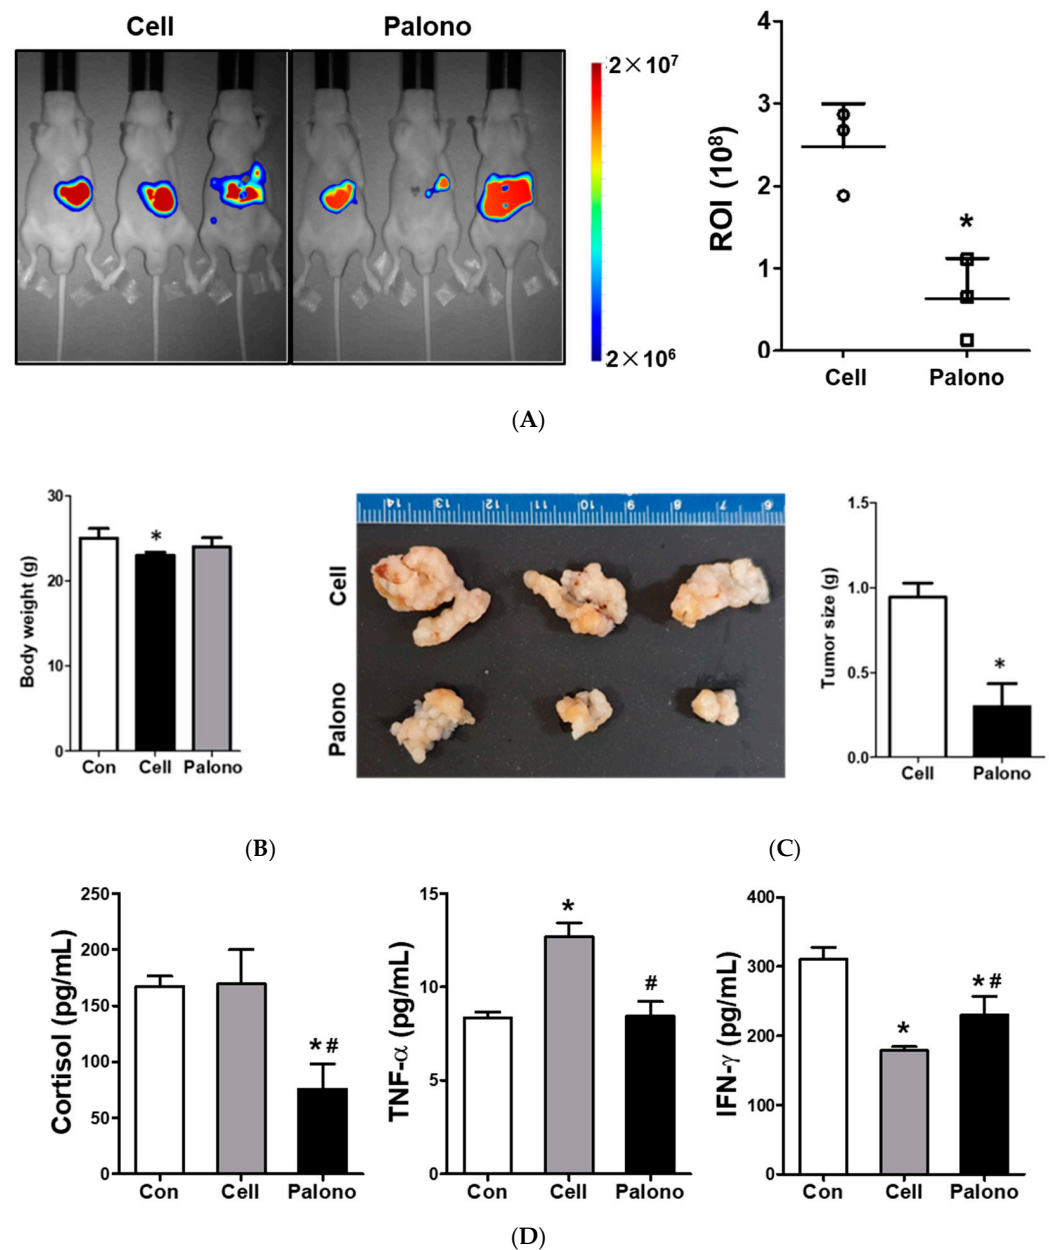 Cell Palono
2×10⁷
2×10⁶
ROI (10⁸)
4
3
2
1
0
*
Cell Palono
(A)
Body weight (g)
30
20
10
0
*
Con Cell Palono
(B)
14 13 12 11 10 9 8 7 6
Cell
Palono
Tumor size (g)
1.5
1.0
0.5
0.0
*
Cell Palono
(C)
Cortisol (pg/mL)
250
200
150
100
50
0
*#
Con Cell Palono
TNF-α (pg/mL)
15
10
5
0
*
#
Con Cell Palono
IFN-γ (pg/mL)
400
300
200
100
0
*
*#
Con Cell Palono
(D)